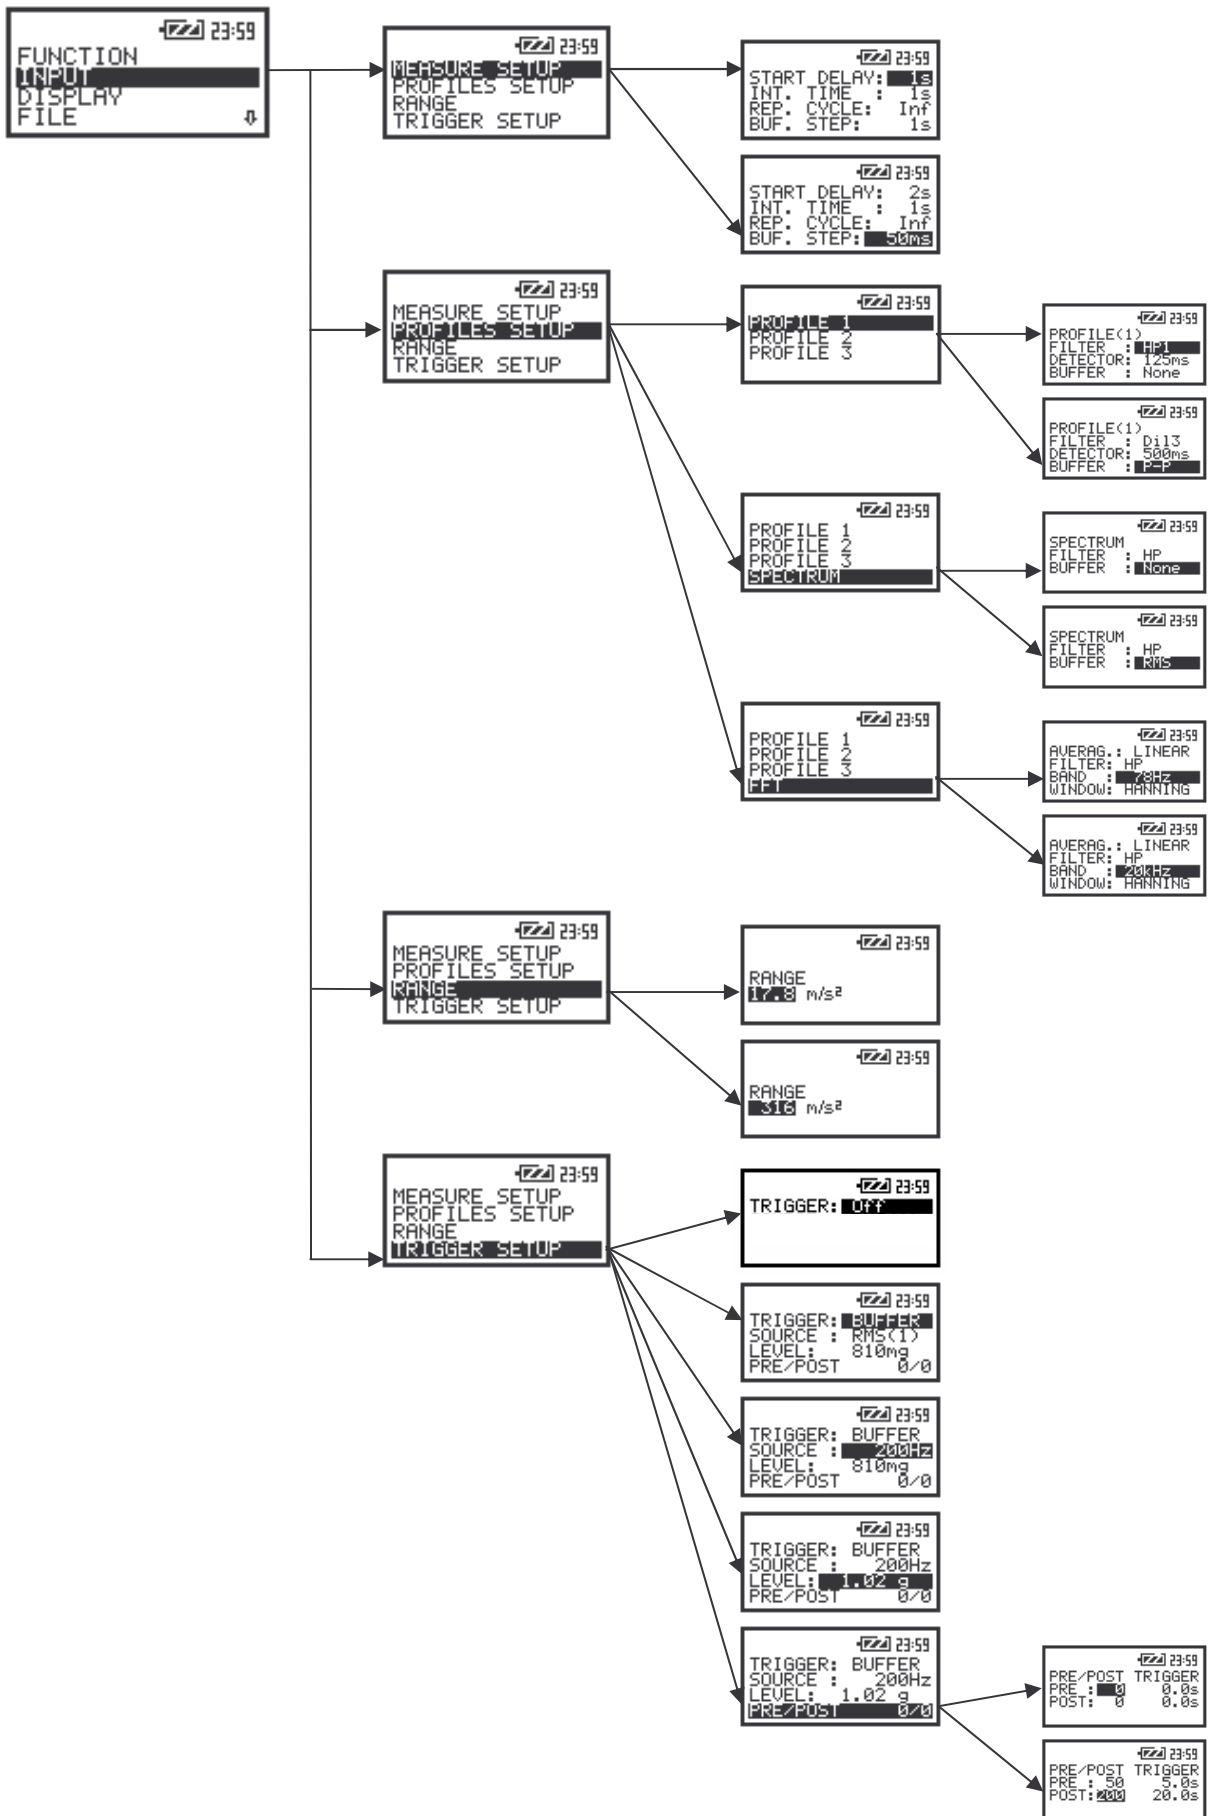 23:59
FUNCTION
INPUT
DISPLAY
FILE
23:59
MEASURE SETUP
PROFILES SETUP
RANGE
TRIGGER SETUP
23:59
START DELAY: 1s
INT. TIME : 1s
REP. CYCLE: Inf
BUF. STEP: 1s
23:59
START DELAY: 2s
INT. TIME : 1s
REP. CYCLE: Inf
BUF. STEP: 50ms
23:59
MEASURE SETUP
PROFILES SETUP
RANGE
TRIGGER SETUP
23:59
PROFILE 1
PROFILE 2
PROFILE 3
23:59
PROFILE(1)
FILTER : HP1
DETECTOR: 125ms
BUFFER : None
23:59
PROFILE(1)
FILTER : Dil3
DETECTOR: 500ms
BUFFER : P-P
23:59
PROFILE 1
PROFILE 2
PROFILE 3
SPECTRUM
23:59
SPECTRUM
FILTER : HP
BUFFER : None
23:59
SPECTRUM
FILTER : HP
BUFFER : RMS
23:59
PROFILE 1
PROFILE 2
PROFILE 3
FFT
23:59
AVERAG.: LINEAR
FILTER: HP
BAND : 78Hz
WINDOW: HANNING
23:59
AVERAG.: LINEAR
FILTER: HP
BAND : 20kHz
WINDOW: HANNING
23:59
MEASURE SETUP
PROFILES SETUP
RANGE
TRIGGER SETUP
23:59
RANGE
17.8 m/s²
23:59
RANGE
316 m/s²
23:59
MEASURE SETUP
PROFILES SETUP
RANGE
TRIGGER SETUP
23:59
TRIGGER: Off
23:59
TRIGGER: BUFFER
SOURCE : RMS(1)
LEVEL: 810mg
PRE/POST 0/0
23:59
TRIGGER: BUFFER
SOURCE : 200Hz
LEVEL: 810mg
PRE/POST 0/0
23:59
TRIGGER: BUFFER
SOURCE : 200Hz
LEVEL: 1.02 g
PRE/POST 0/0
23:59
TRIGGER: BUFFER
SOURCE : 200Hz
LEVEL: 1.02 g
PRE/POST 0/0
23:59
PRE/POST TRIGGER
PRE : 0 0.0s
POST: 0 0.0s
23:59
PRE/POST TRIGGER
PRE : 50 5.0s
POST: 200 20.0s